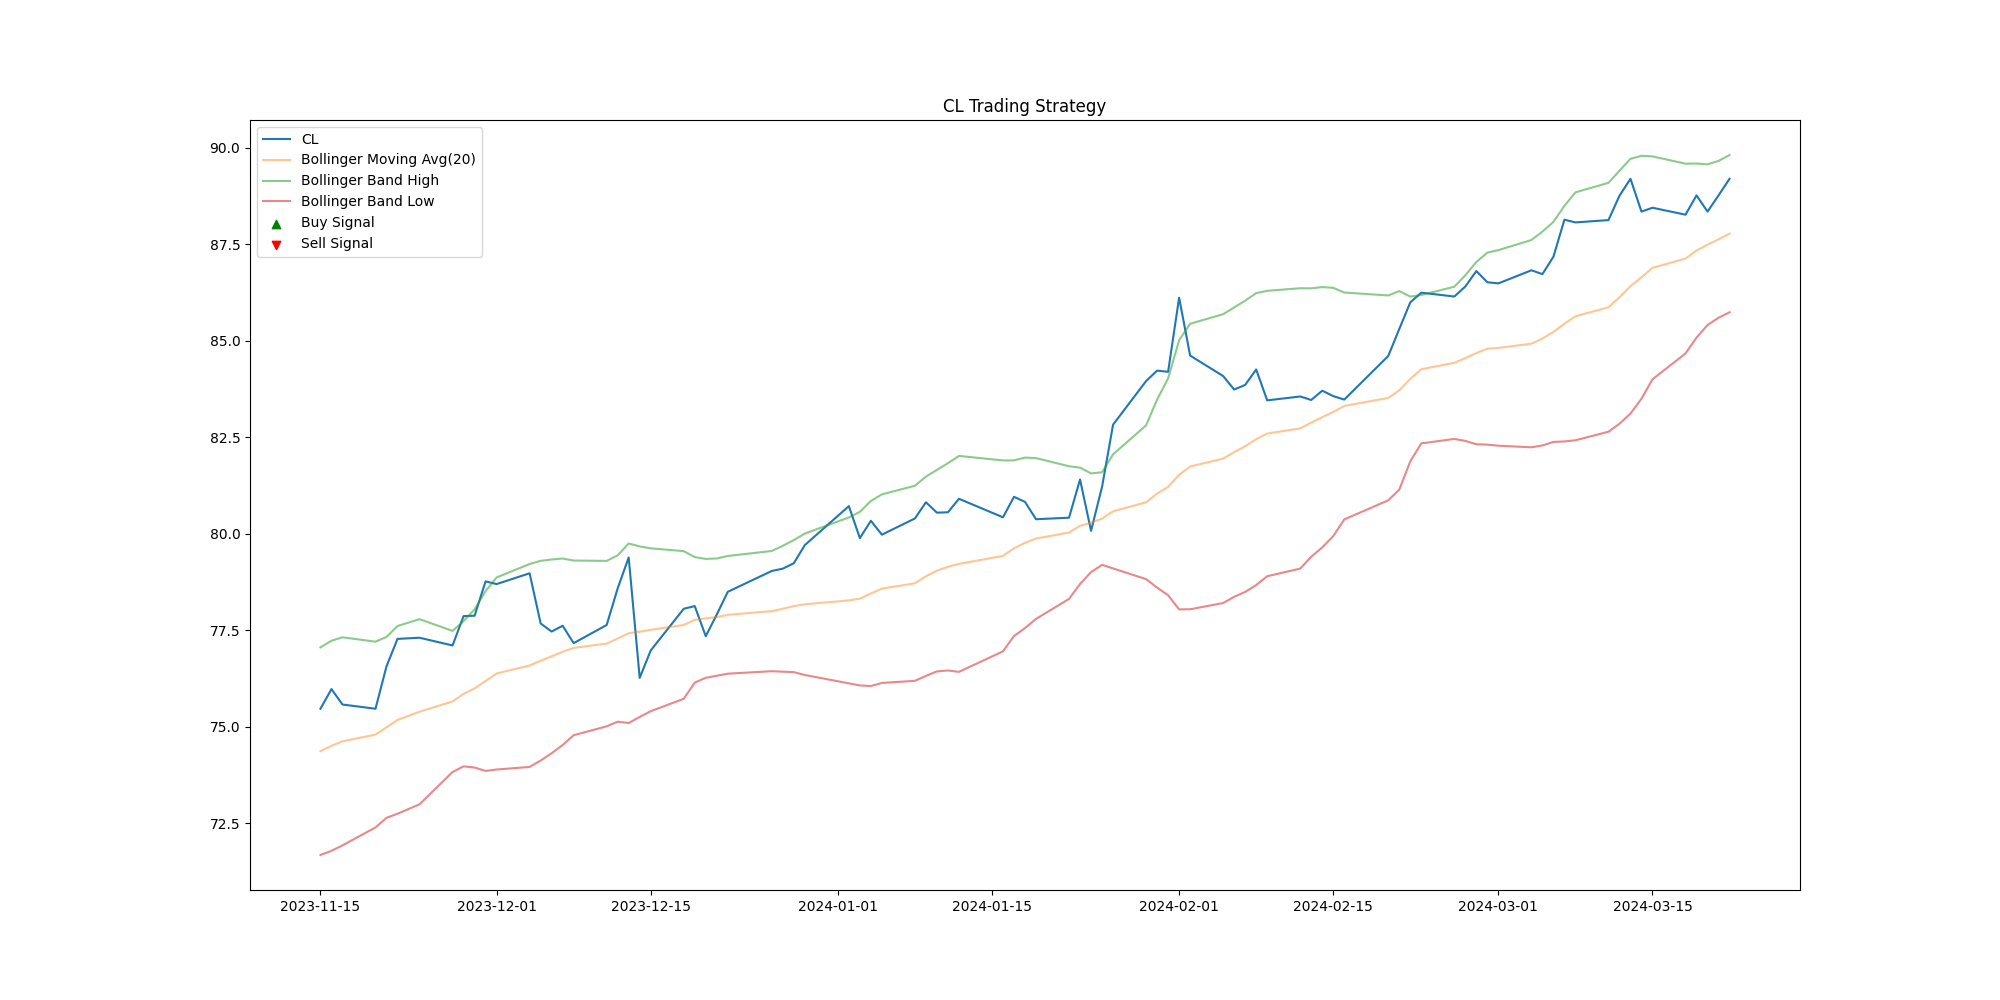 CL Trading Strategy
CL
Bollinger Moving Avg(20)
Bollinger Band High
Bollinger Band Low
Buy Signal
Sell Signal
90.0
87.5
85.0
82.5
80.0
77.5
75.0
72.5
2023-11-15 2023-12-01 2023-12-15 2024-01-01 2024-01-15 2024-02-01 2024-02-15 2024-03-01 2024-03-15